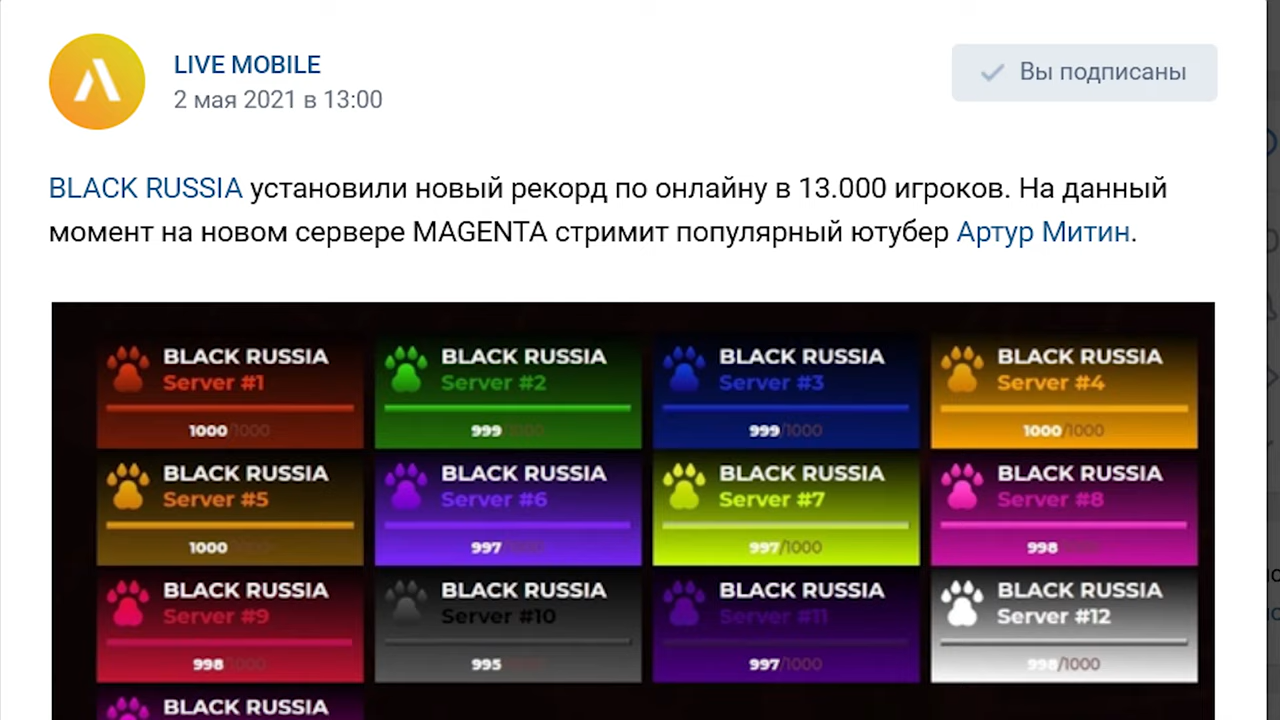 LIVE MOBILE
2 мая 2021 в 13:00
Вы подписаны
BLACK RUSSIA установили новый рекорд по онлайну в 13.000 игроков. На данный
момент на новом сервере MAGENTA стримит популярный ютубер Артур Митин.
BLACK RUSSIA
Server #1
1000/1000
BLACK RUSSIA
Server #2
999/1000
BLACK RUSSIA
Server #3
999/1000
BLACK RUSSIA
Server #4
1000/1000
BLACK RUSSIA
Server #5
1000
BLACK RUSSIA
Server #6
997/1000
BLACK RUSSIA
Server #7
997/1000
BLACK RUSSIA
Server #8
998
BLACK RUSSIA
Server #9
998/1000
BLACK RUSSIA
Server #10
995
BLACK RUSSIA
Server #11
997/1000
BLACK RUSSIA
Server #12
998/1000
BLACK RUSSIA